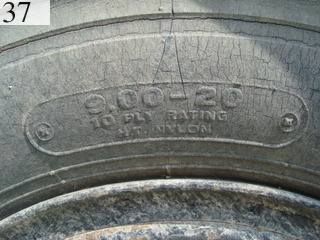 37
9.00-20
10 PLY RATING
H.T. NYLON